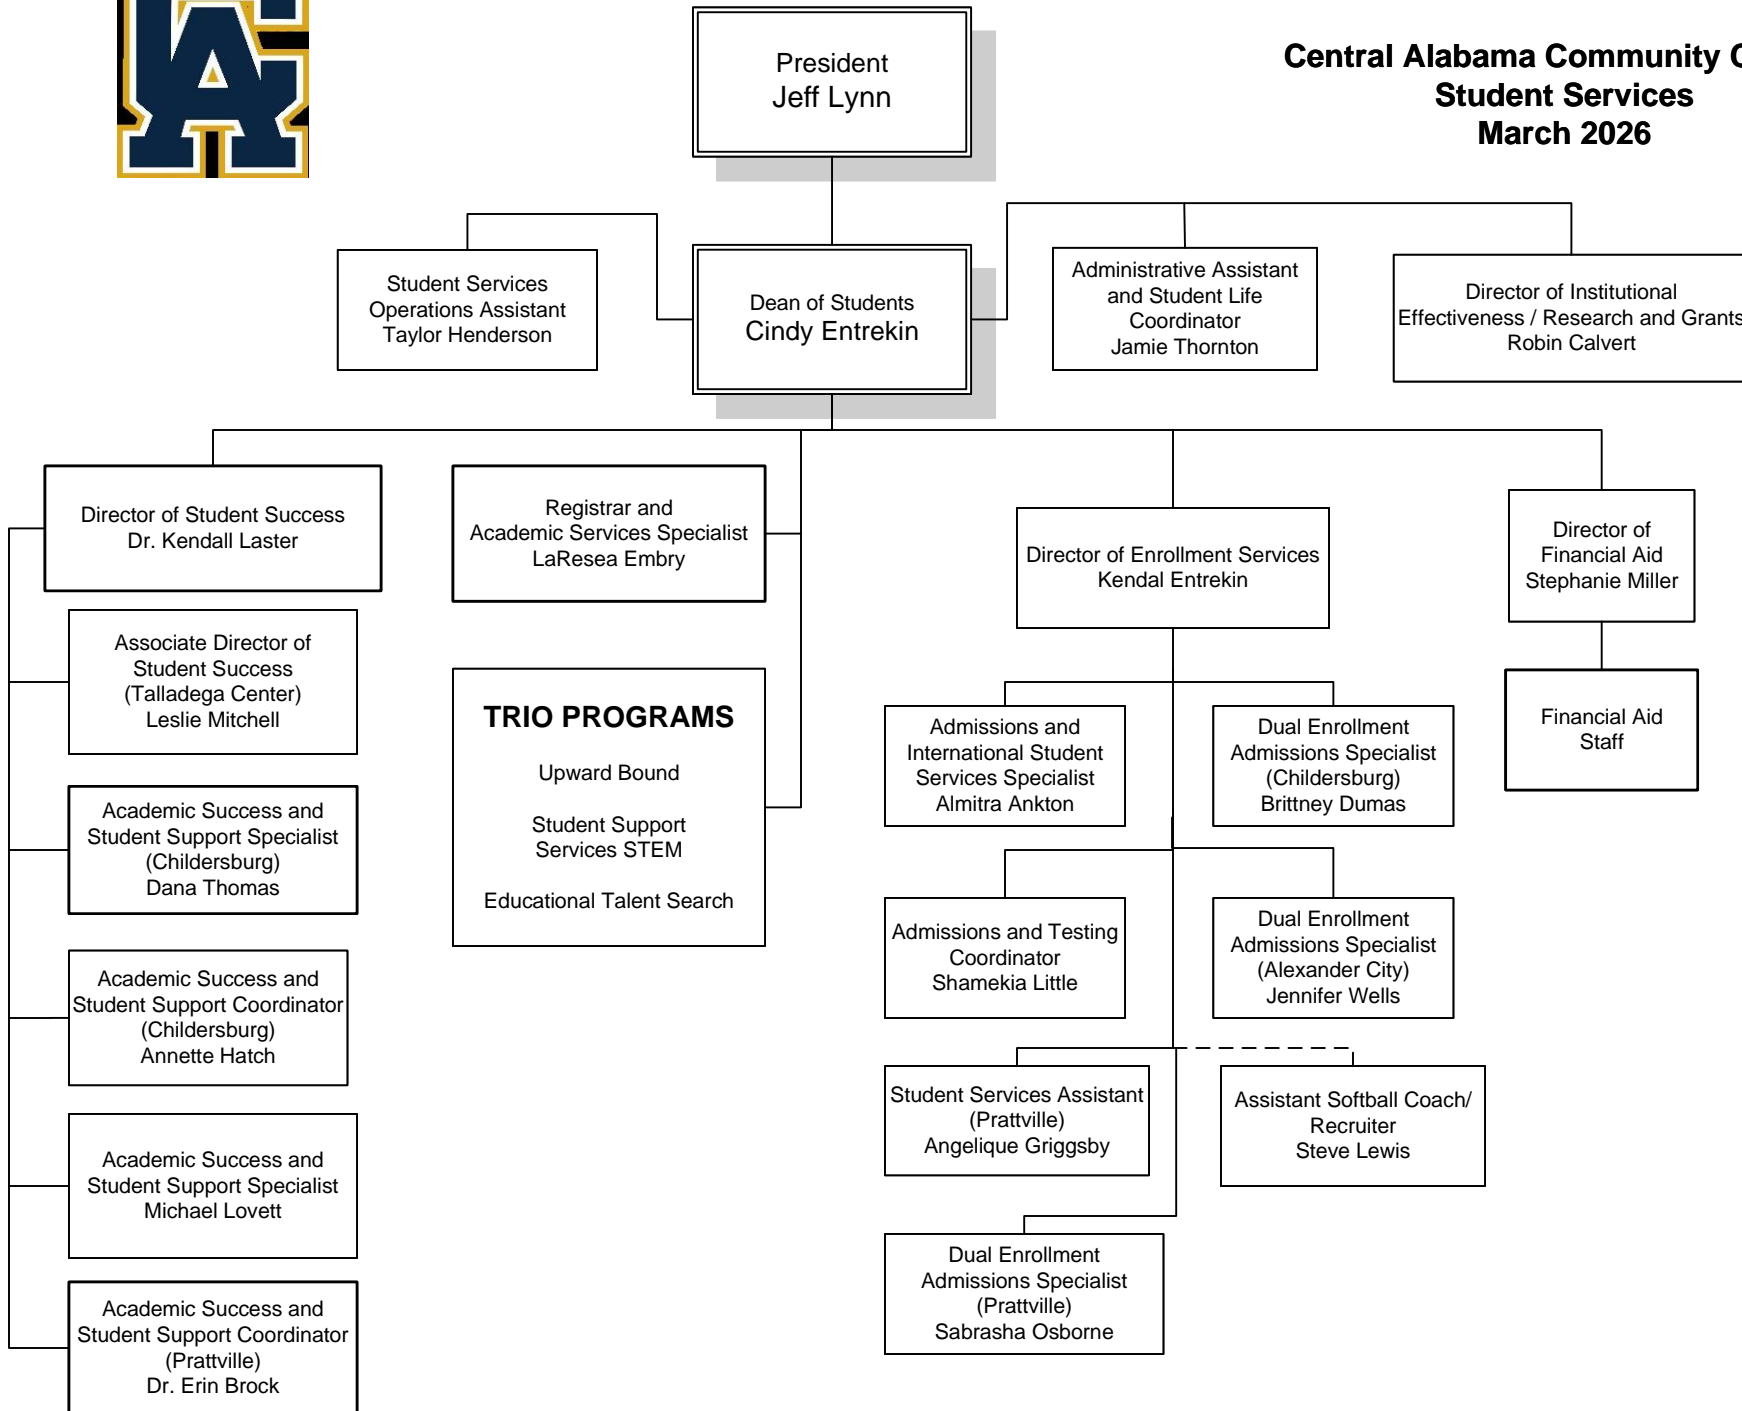 President
Jeff Lynn
Central Alabama Community
Student Services
March 2026
Student Services
Operations Assistant
Taylor Henderson
Dean of Students
Cindy Entrekin
Administrative Assistant
and Student Life
Coordinator
Jamie Thornton
Director of Institutional
Effectiveness / Research and Grants
Robin Calvert
Director of Student Success
Dr. Kendall Laster
Registrar and
Academic Services Specialist
LaResea Embry
Director of Enrollment Services
Kendal Entrekin
Director of
Financial Aid
Stephanie Miller
Associate Director of
Student Success
(Talladega Center)
Leslie Mitchell
TRIO PROGRAMS
Upward Bound
Student Support
Services STEM
Educational Talent Search
Admissions and
International Student
Services Specialist
Almitra Ankton
Dual Enrollment
Admissions Specialist
(Childersburg)
Brittney Dumas
Financial Aid
Staff
Academic Success and
Student Support Specialist
(Childersburg)
Dana Thomas
Admissions and Testing
Coordinator
Shamekia Little
Dual Enrollment
Admissions Specialist
(Alexander City)
Jennifer Wells
Academic Success and
Student Support Coordinator
(Childersburg)
Annette Hatch
Student Services Assistant
(Prattville)
Angelique Griggsby
Assistant Softball Coach/
Recruiter
Steve Lewis
Academic Success and
Student Support Specialist
Michael Lovett
Dual Enrollment
Admissions Specialist
(Prattville)
Sabrasha Osborne
Academic Success and
Student Support Coordinator
(Prattville)
Dr. Erin Brock